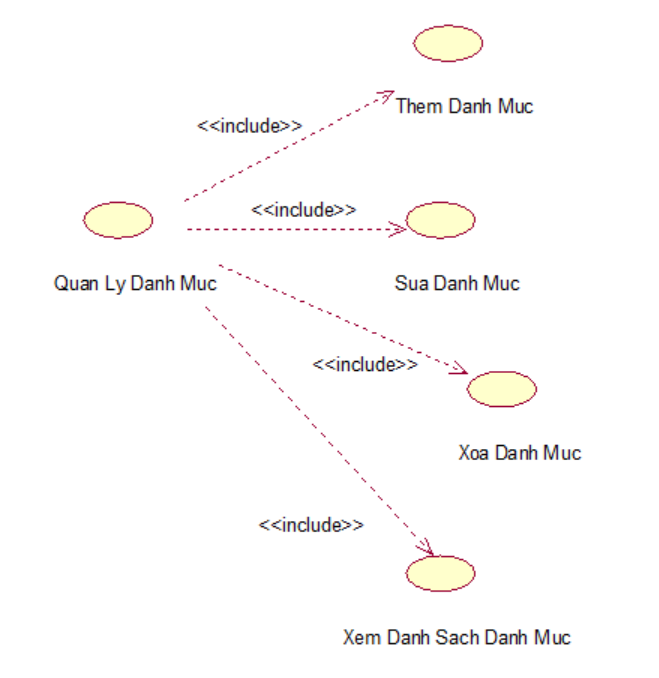 Them Danh Muc
<<include>>
<<include>>
Quan Ly Danh Muc
Sua Danh Muc
<<include>>
Xoa Danh Muc
<<include>>
Xem Danh Sach Danh Muc